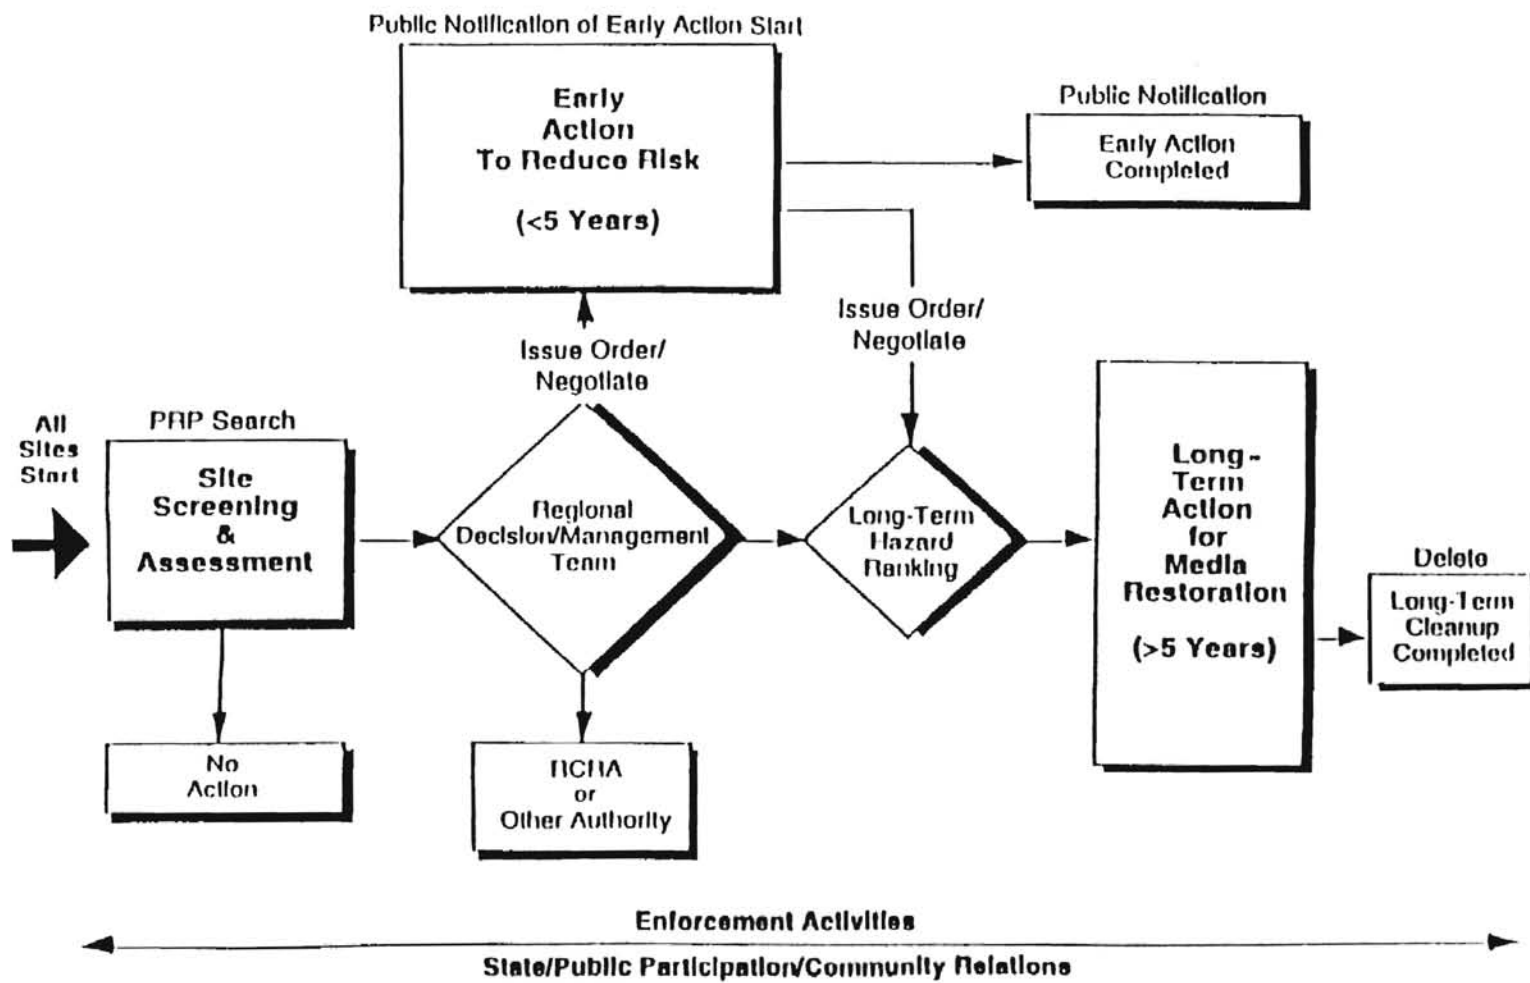 Public Notification of Early Action Start
Early
Action
To Reduce Risk
(<5 Years)
Public Notification
Early Action
Completed
Issue Order/
Negotiate
Issue Order/
Negotiate
All
Sites
Start
PRP Search
Site
Screening
&
Assessment
Regional
Decision/Management
Team
Long-Term
Hazard
Ranking
Long-
Term
Action
for
Media
Restoration
(>5 Years)
Delete
Long-Term
Cleanup
Completed
No
Action
RCRA
or
Other Authority
Enforcement Activities
State/Public Participation/Community Relations